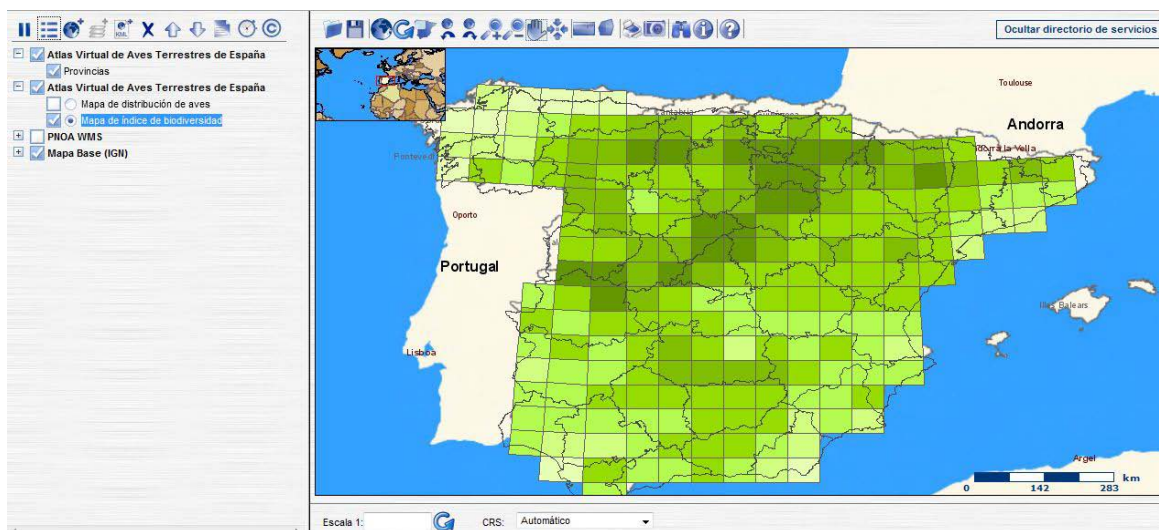 Ocultar directorio de servicios
Atlas Virtual de Aves Terrestres de España
Provincias
Atlas Virtual de Aves Terrestres de España
Mapa de distribución de aves
Mapa de índice de biodiversidad
PNOA WMS
Mapa Base (IGN)
Toulouse
Andorra
Oporto
Portugal
Illes Balears
Lisboa
Argel
km
0 142 283
Escala 1:
CRS: Automático